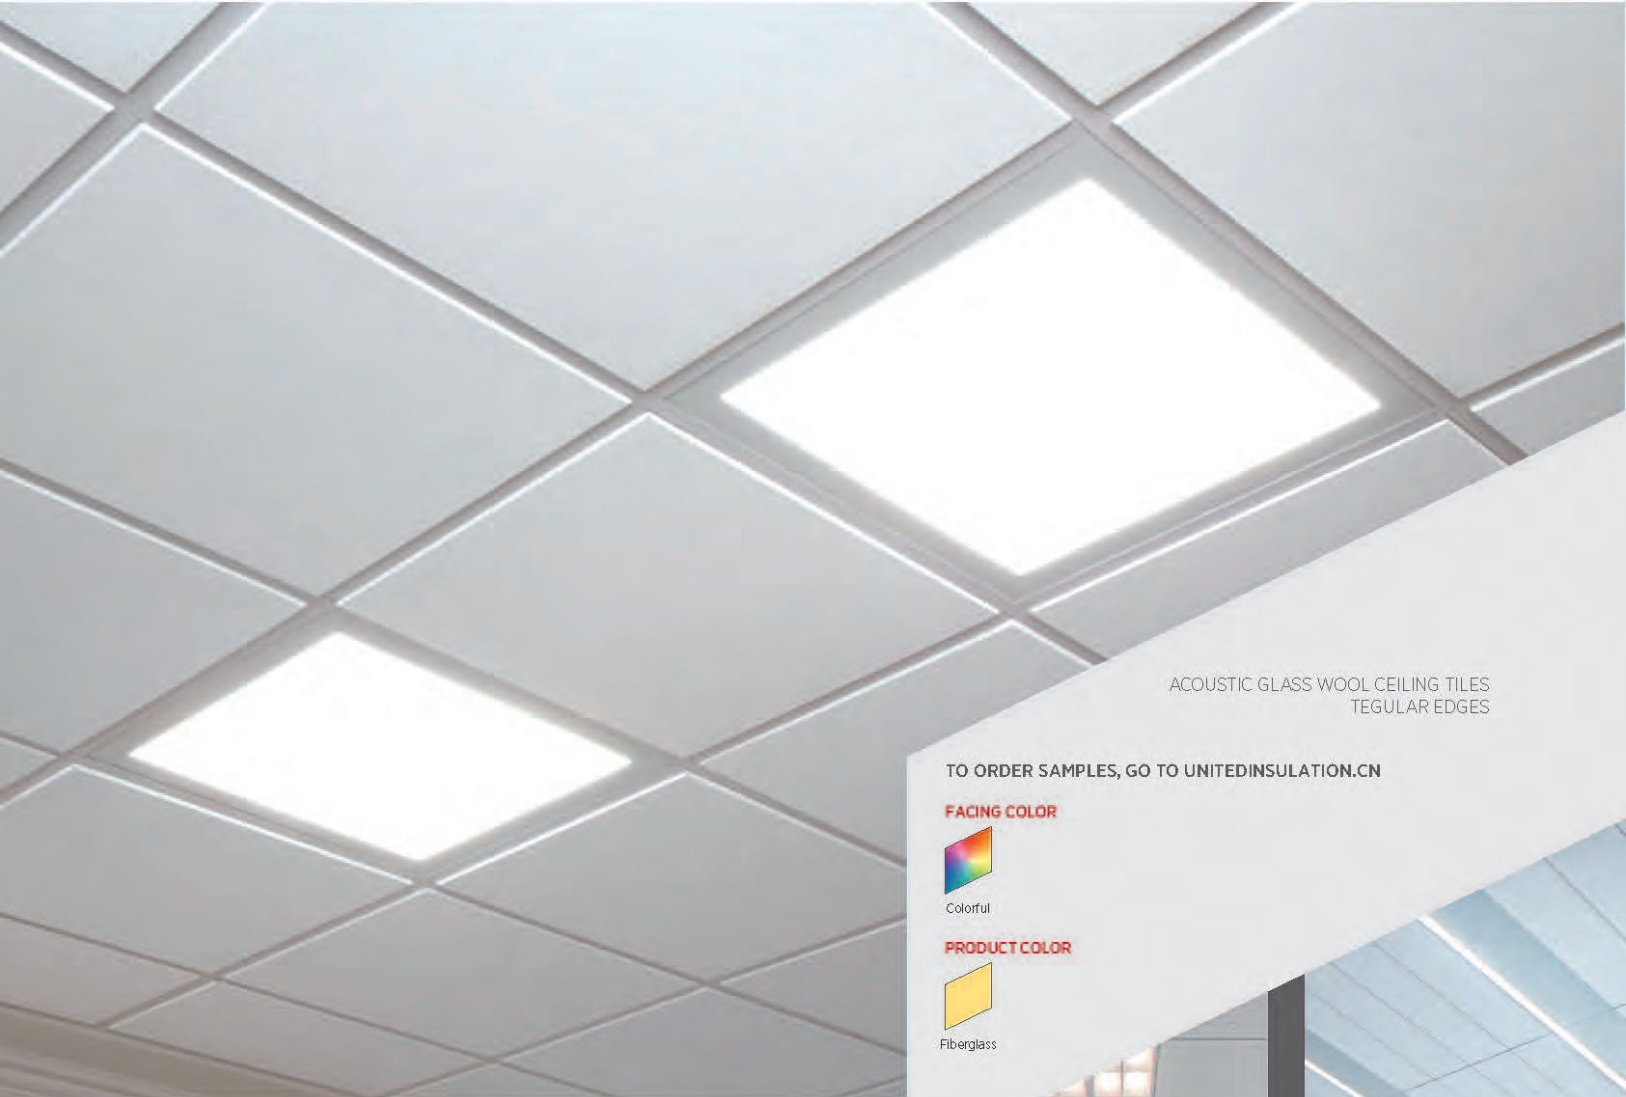 ACOUSTIC GLASS WOOL CEILING TILES
TEGULAR EDGES
TO ORDER SAMPLES, GO TO UNITEDINSULATION.CN
FACING COLOR
Colorful
PRODUCT COLOR
Fiberglass